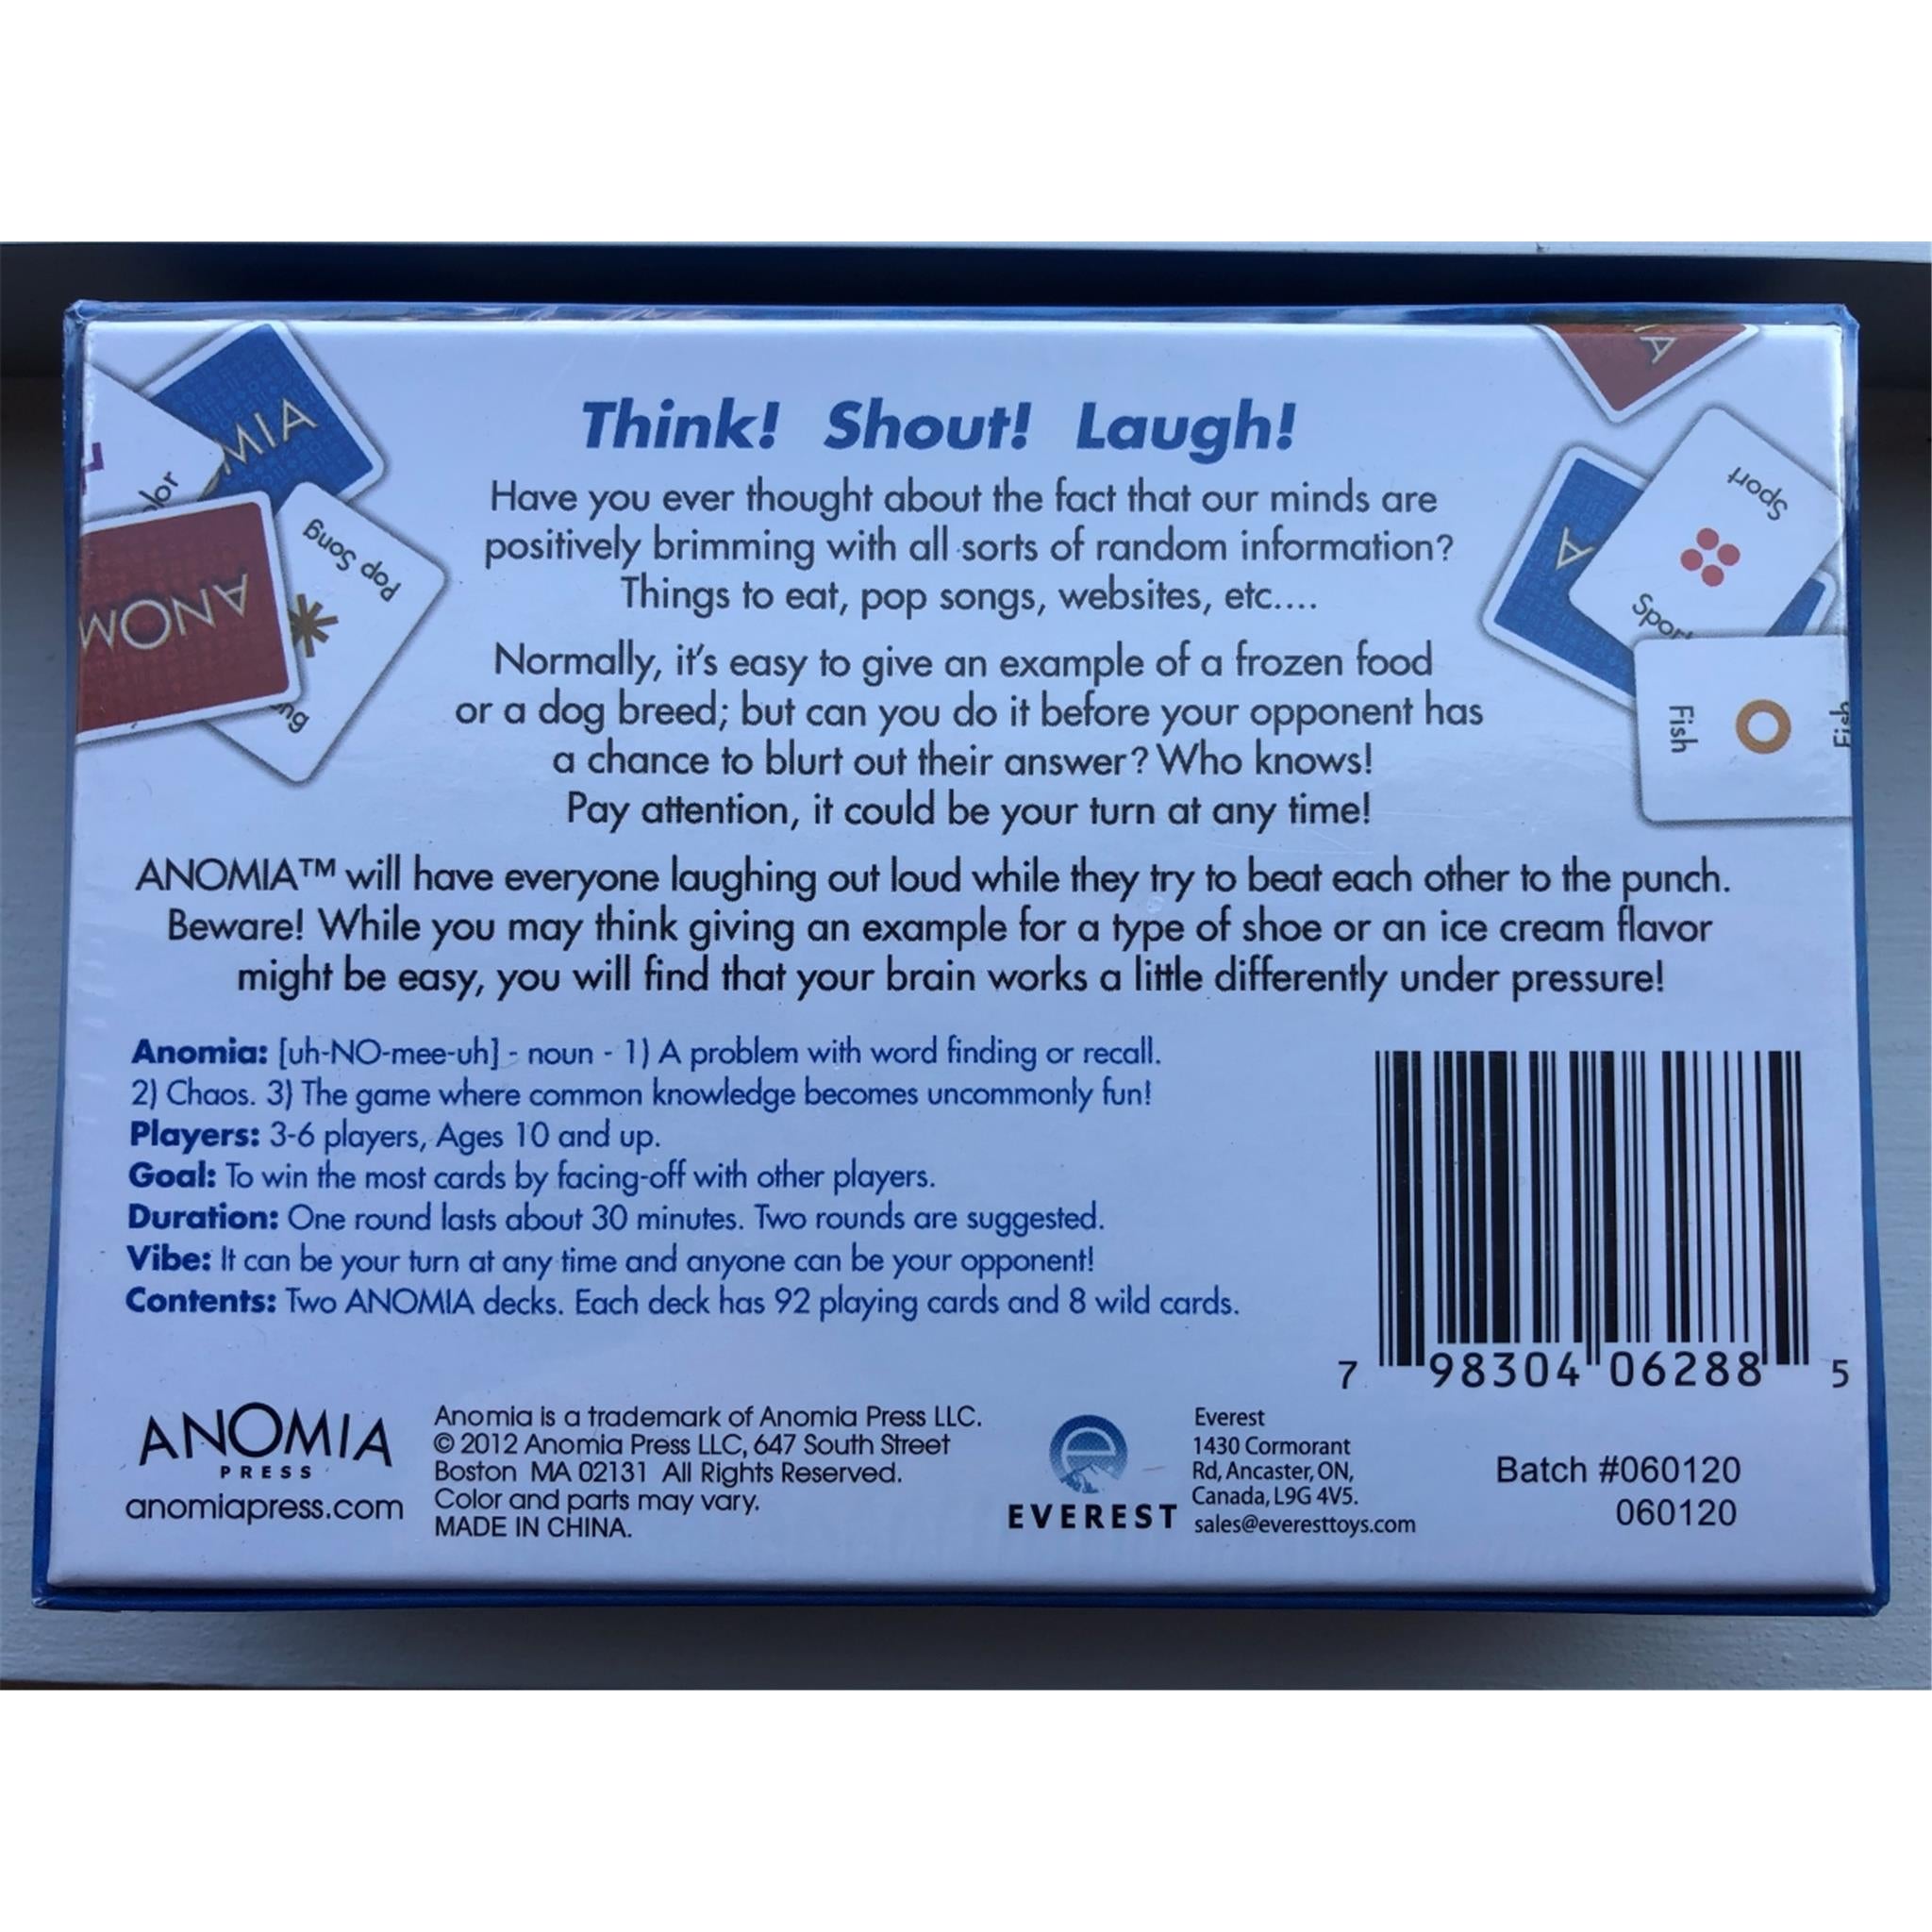 Think! Shout! Laugh!
Have you ever thought about the fact that our minds are
positively brimming with all sorts of random information?
Things to eat, pop songs, websites, etc....
Normally, it's easy to give an example of a frozen food
or a dog breed; but can you do it before your opponent has
a chance to blurt out their answer? Who knows!
Pay attention, it could be your turn at any time!
ANOMIA™ will have everyone laughing out loud while they try to beat each other to the punch.
Beware! While you may think giving an example for a type of shoe or an ice cream flavor
might be easy, you will find that your brain works a little differently under pressure!
Anomia: [uh-NO-mee-uh] - noun - 1) A problem with word finding or recall.
2) Chaos. 3) The game where common knowledge becomes uncommonly fun!
Players: 3-6 players, Ages 10 and up.
Goal: To win the most cards by facing-off with other players.
Duration: One round lasts about 30 minutes. Two rounds are suggested.
Vibe: It can be your turn at any time and anyone can be your opponent!
Contents: Two ANOMIA decks. Each deck has 92 playing cards and 8 wild cards.
7 98304 06288 5
ANOMIA
PRESS
anomiapress.com
Anomia is a trademark of Anomia Press LLC.
© 2012 Anomia Press LLC, 647 South Street
Boston MA 02131 All Rights Reserved.
Color and parts may vary.
MADE IN CHINA.
e
EVEREST
Everest
1430 Cormorant
Rd, Ancaster, ON,
Canada, L9G 4V5.
sales@everesttoys.com
Batch #060120
060120
MIA
lor
ANOM
Pop Song
ng
A
A
Sport
Sport
Fish
Fish